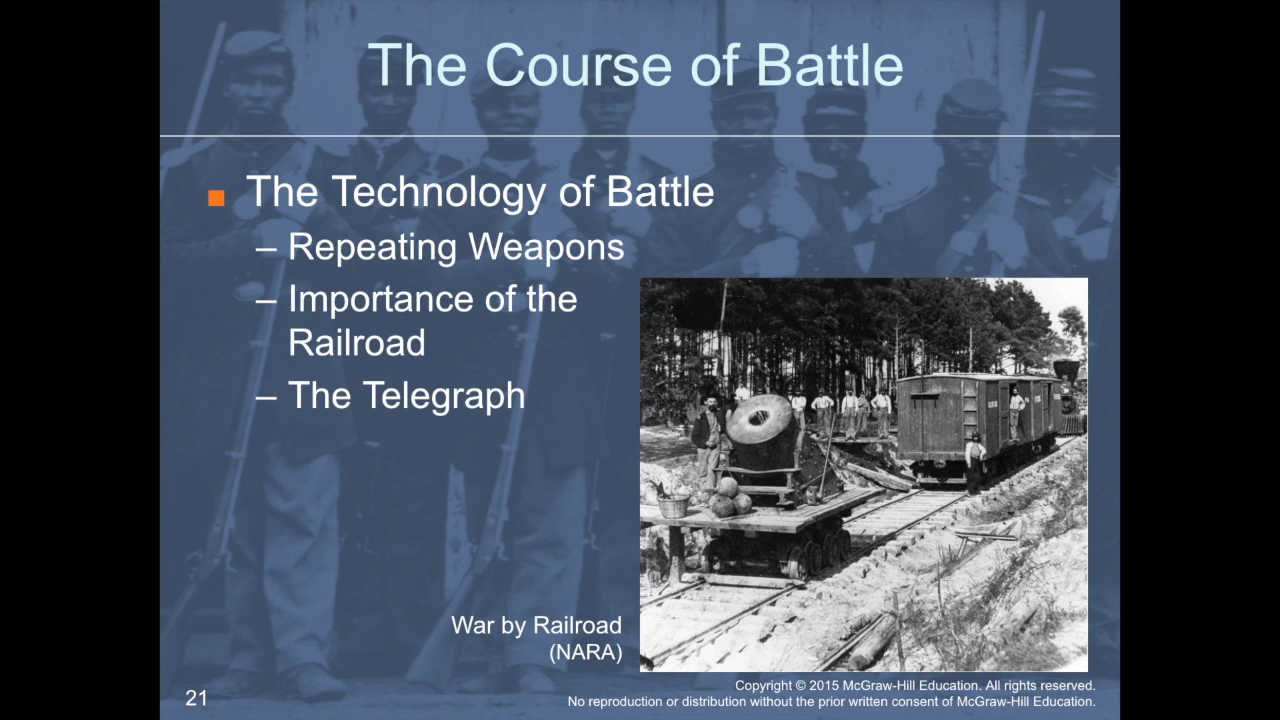 The Course of Battle
The Technology of Battle
– Repeating Weapons
– Importance of the
Railroad
– The Telegraph
War by Railroad
(NARA)
21
Copyright © 2015 McGraw-Hill Education. All rights reserved.
No reproduction or distribution without the prior written consent of McGraw-Hill Education.